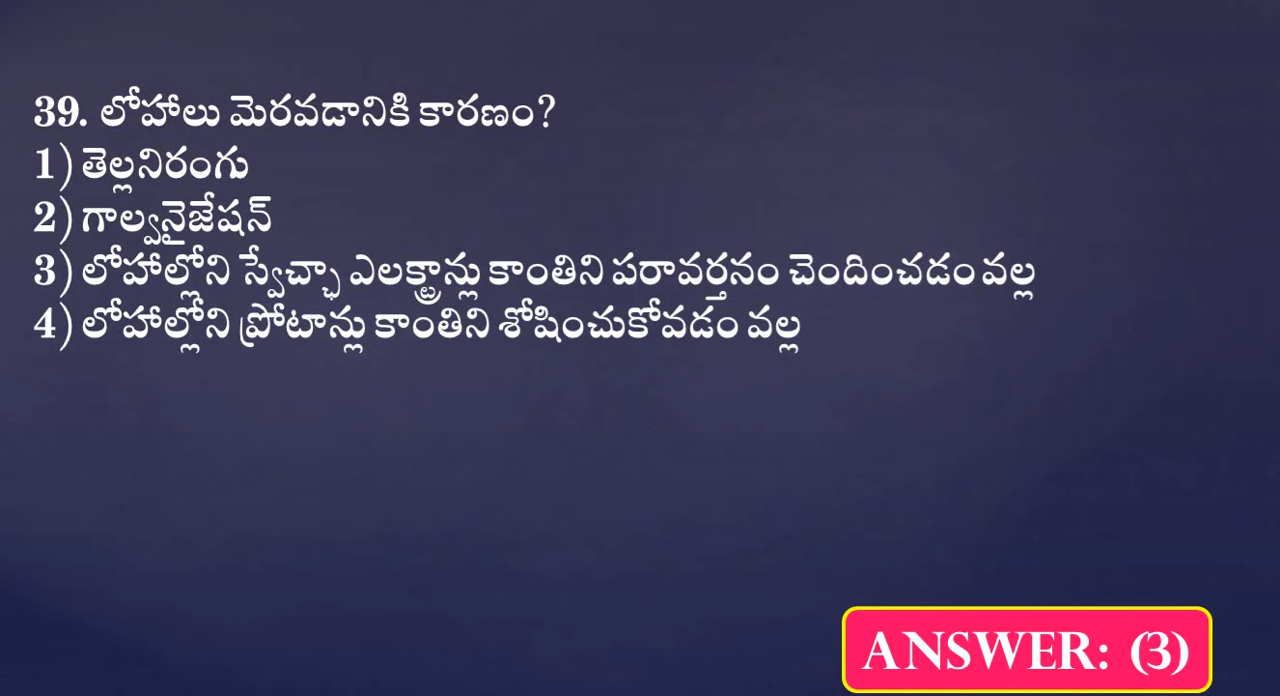 39. లోహాలు మెరవడానికి కారణం?
1) తెల్లనిరంగు
2) గాల్వనైజేషన్
3) లోహాల్లోని స్వేచ్ఛా ఎలక్ట్రాన్లు కాంతిని పరావర్తనం చెందించడం వల్ల
4) లోహాల్లోని ప్రోటాన్లు కాంతిని శోషించుకోవడం వల్ల
ANSWER: (3)